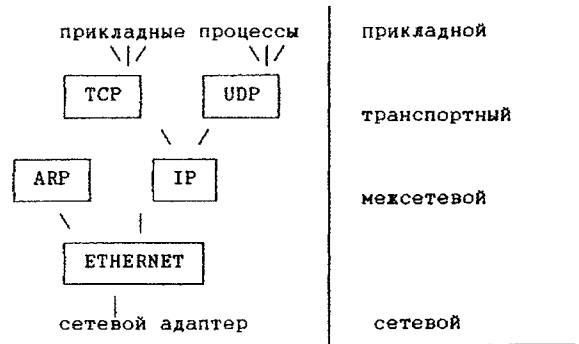 прикладные процессы
прикладной
TCP
UDP
транспортный
ARP
IP
межсетевой
ETHERNET
сетевой адаптер
сетевой